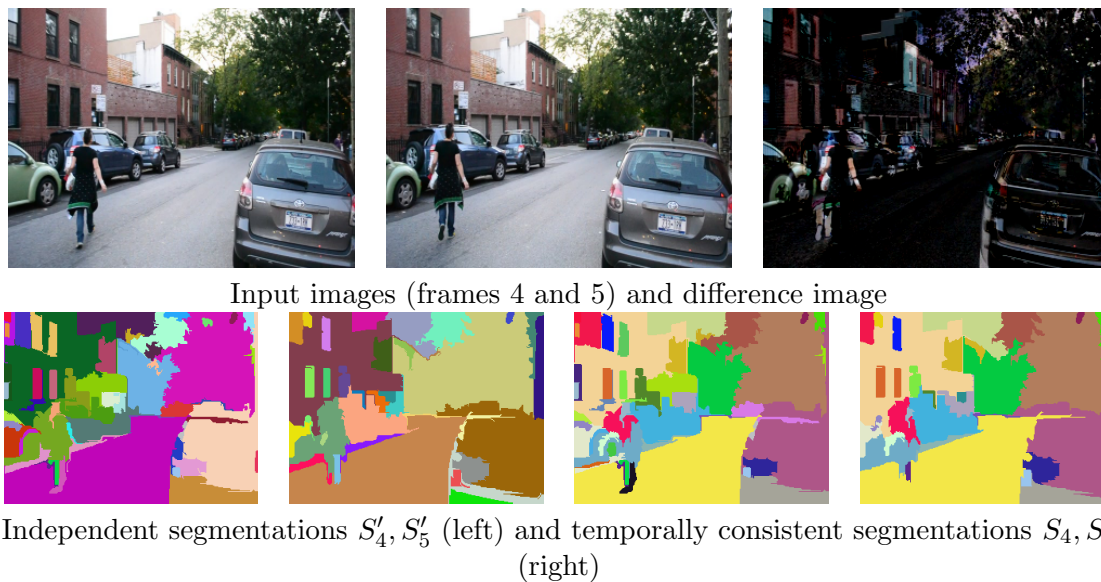 Input images (frames 4 and 5) and difference image
Independent segmentations S′₄, S′₅ (left) and temporally consistent segmentations S₄, S
(right)